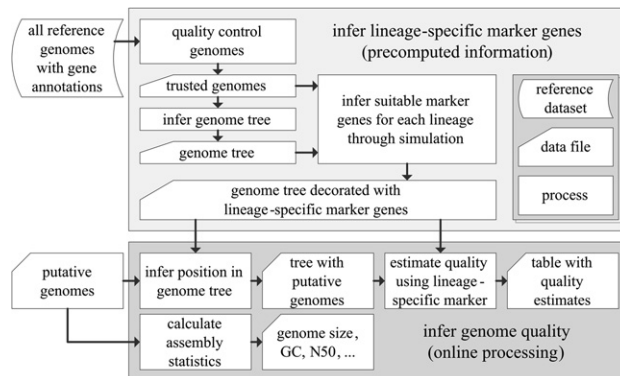 all reference
genomes
with gene
annotations
quality control
genomes
trusted genomes
infer genome tree
genome tree
infer lineage-specific marker genes
(precomputed information)
infer suitable marker
genes for each lineage
through simulation
reference
dataset
data file
process
genome tree decorated with
lineage-specific marker genes
putative
genomes
infer position in
genome tree
tree with
putative
genomes
estimate quality
using lineage-
specific marker
table with
quality
estimates
calculate
assembly
statistics
genome size,
GC, N50, ...
infer genome quality
(online processing)